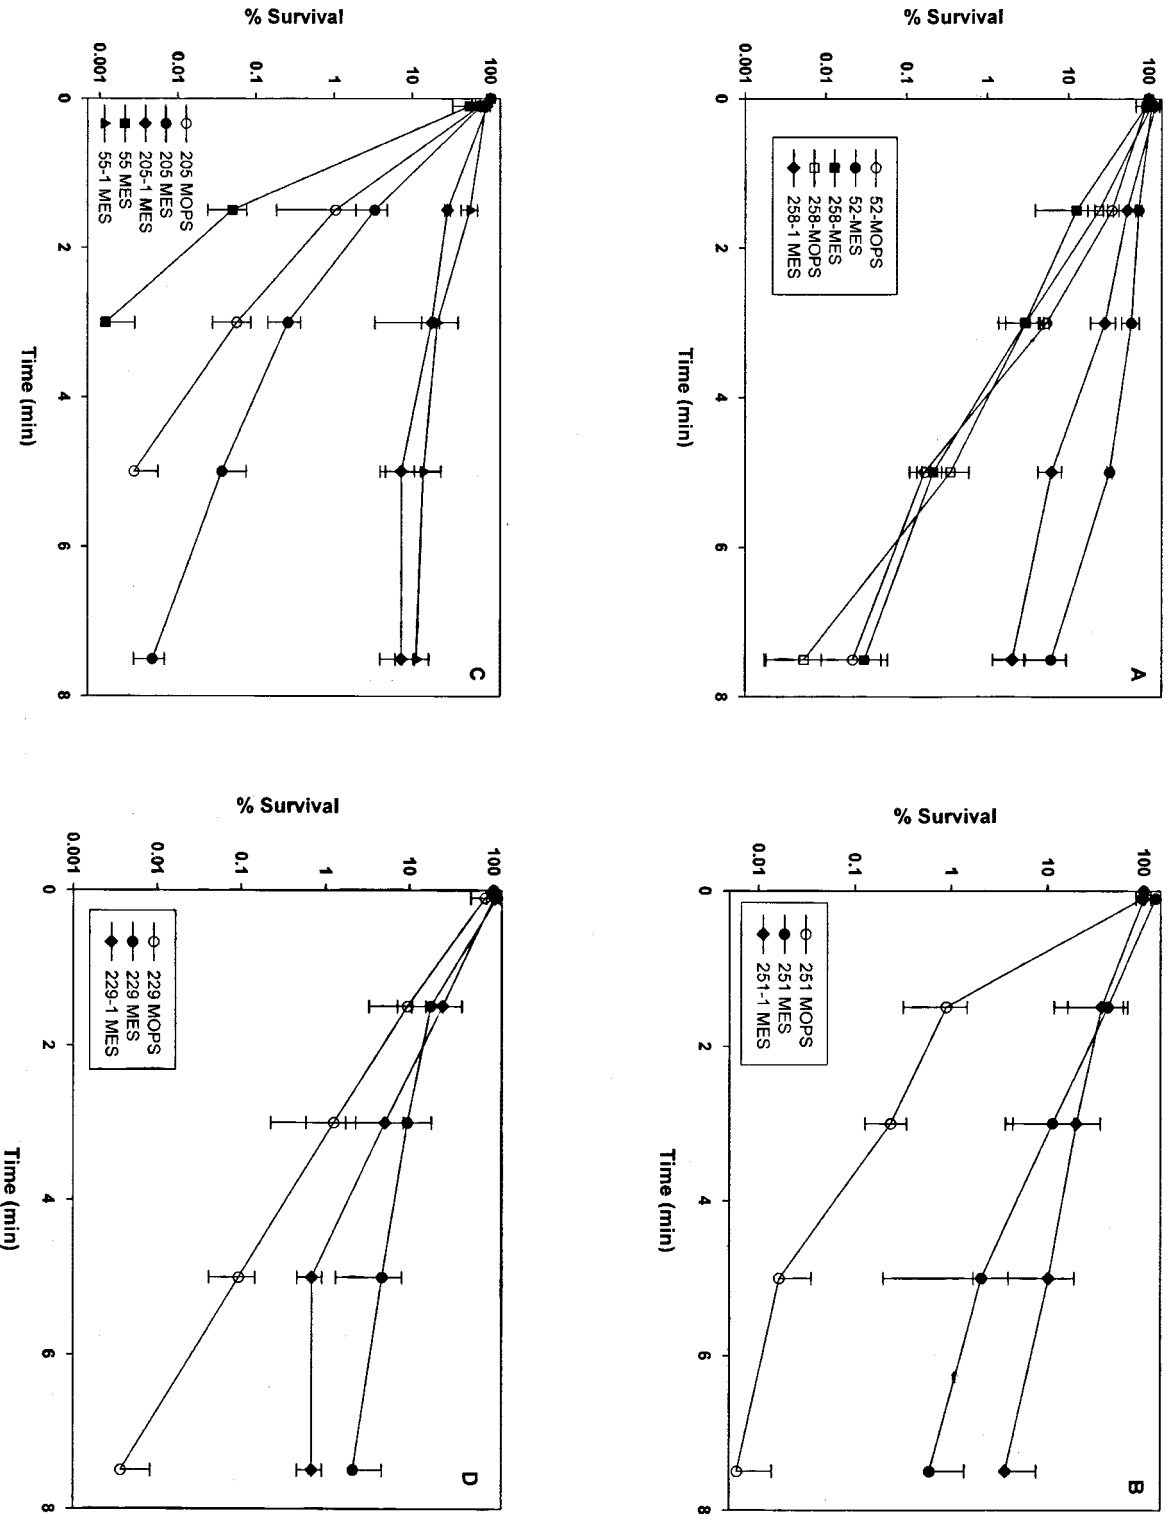 A
% Survival
100
10
1
0.1
0.01
0.001
0
2
4
6
8
Time (min)
52-MOPS
52-MES
258-MES
258-MOPS
258-1 MES
B
% Survival
100
10
1
0.1
0.01
0
2
4
6
8
Time (min)
251 MOPS
251 MES
251-1 MES
C
% Survival
100
10
1
0.1
0.01
0.001
0
2
4
6
8
Time (min)
205 MOPS
205 MES
205-1 MES
55 MES
55-1 MES
D
% Survival
100
10
1
0.1
0.01
0.001
0
2
4
6
8
Time (min)
229 MOPS
229 MES
229-1 MES